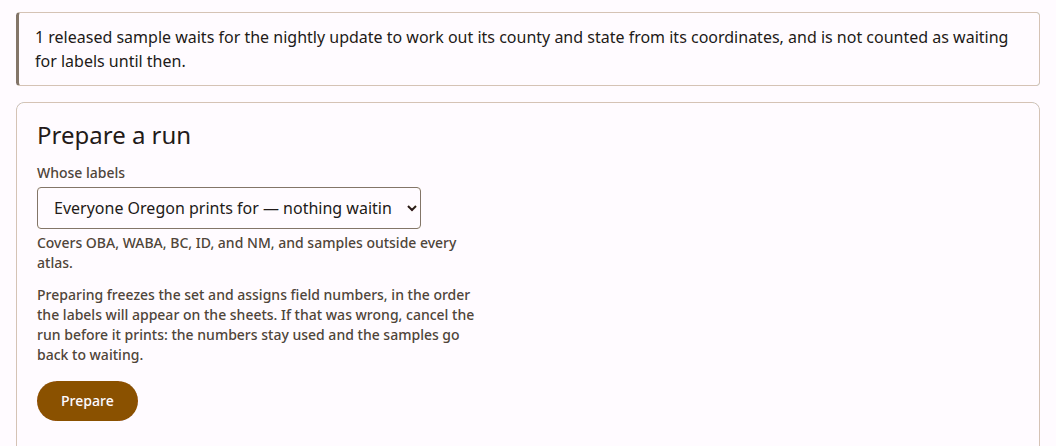 1 released sample waits for the nightly update to work out its county and state from its coordinates, and is not counted as waiting
for labels until then.
Prepare a run
Whose labels
Everyone Oregon prints for — nothing waitin
Covers OBA, WABA, BC, ID, and NM, and samples outside every
atlas.
Preparing freezes the set and assigns field numbers, in the order
the labels will appear on the sheets. If that was wrong, cancel the
run before it prints: the numbers stay used and the samples go
back to waiting.
Prepare